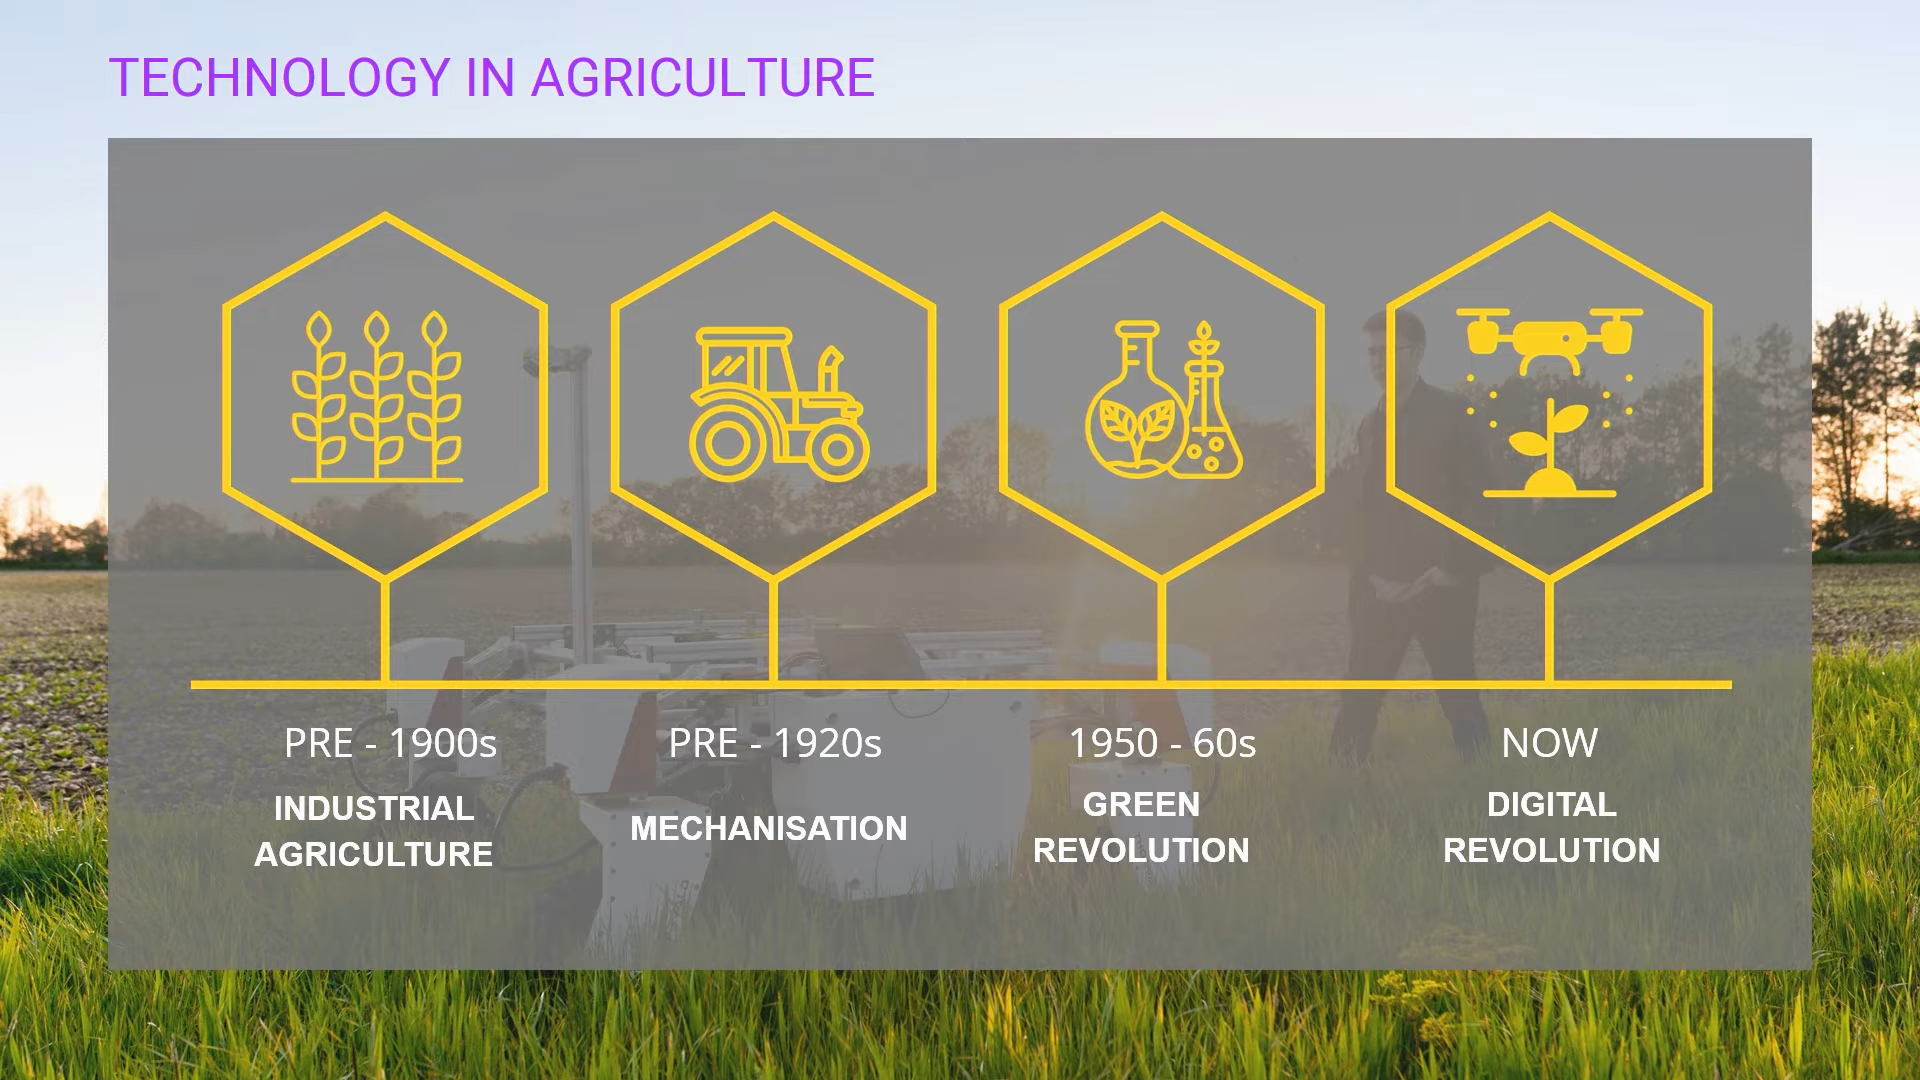 TECHNOLOGY IN AGRICULTURE
PRE - 1900s
INDUSTRIAL
AGRICULTURE
PRE - 1920s
MECHANISATION
1950 - 60s
GREEN
REVOLUTION
NOW
DIGITAL
REVOLUTION